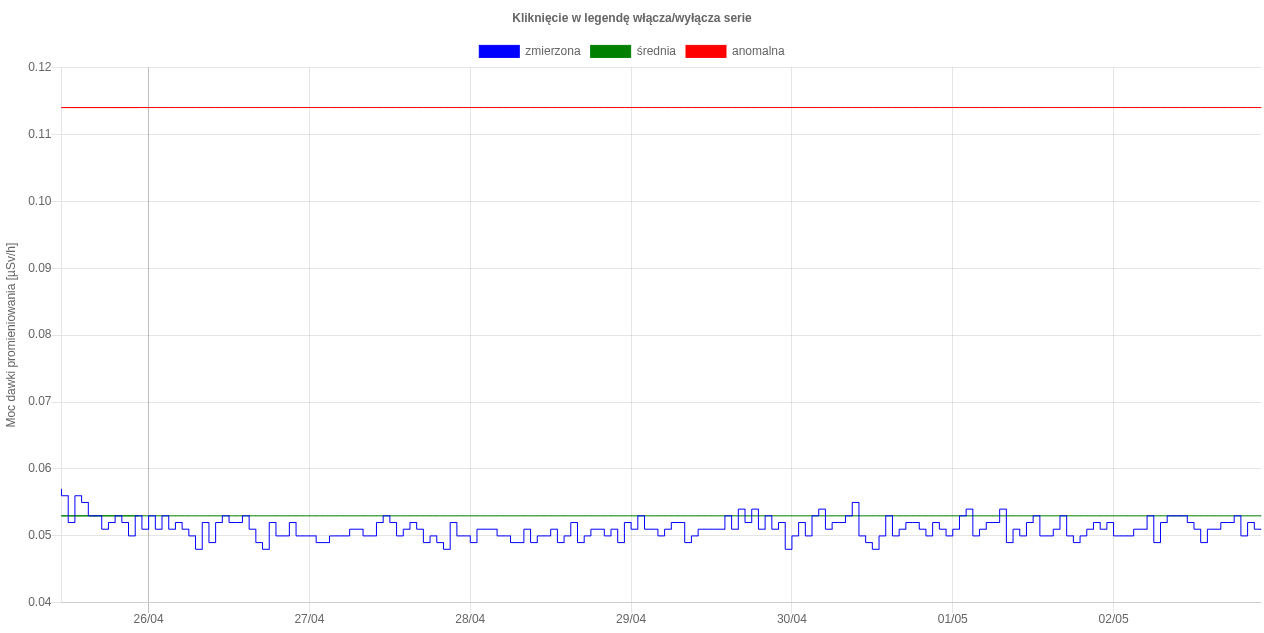 Kliknięcie w legendę włącza/wyłącza serie
zmierzona średnia anomalna
Moc dawki promieniowania [µSv/h]
0.12
0.11
0.10
0.09
0.08
0.07
0.06
0.05
0.04
26/04 27/04 28/04 29/04 30/04 01/05 02/05